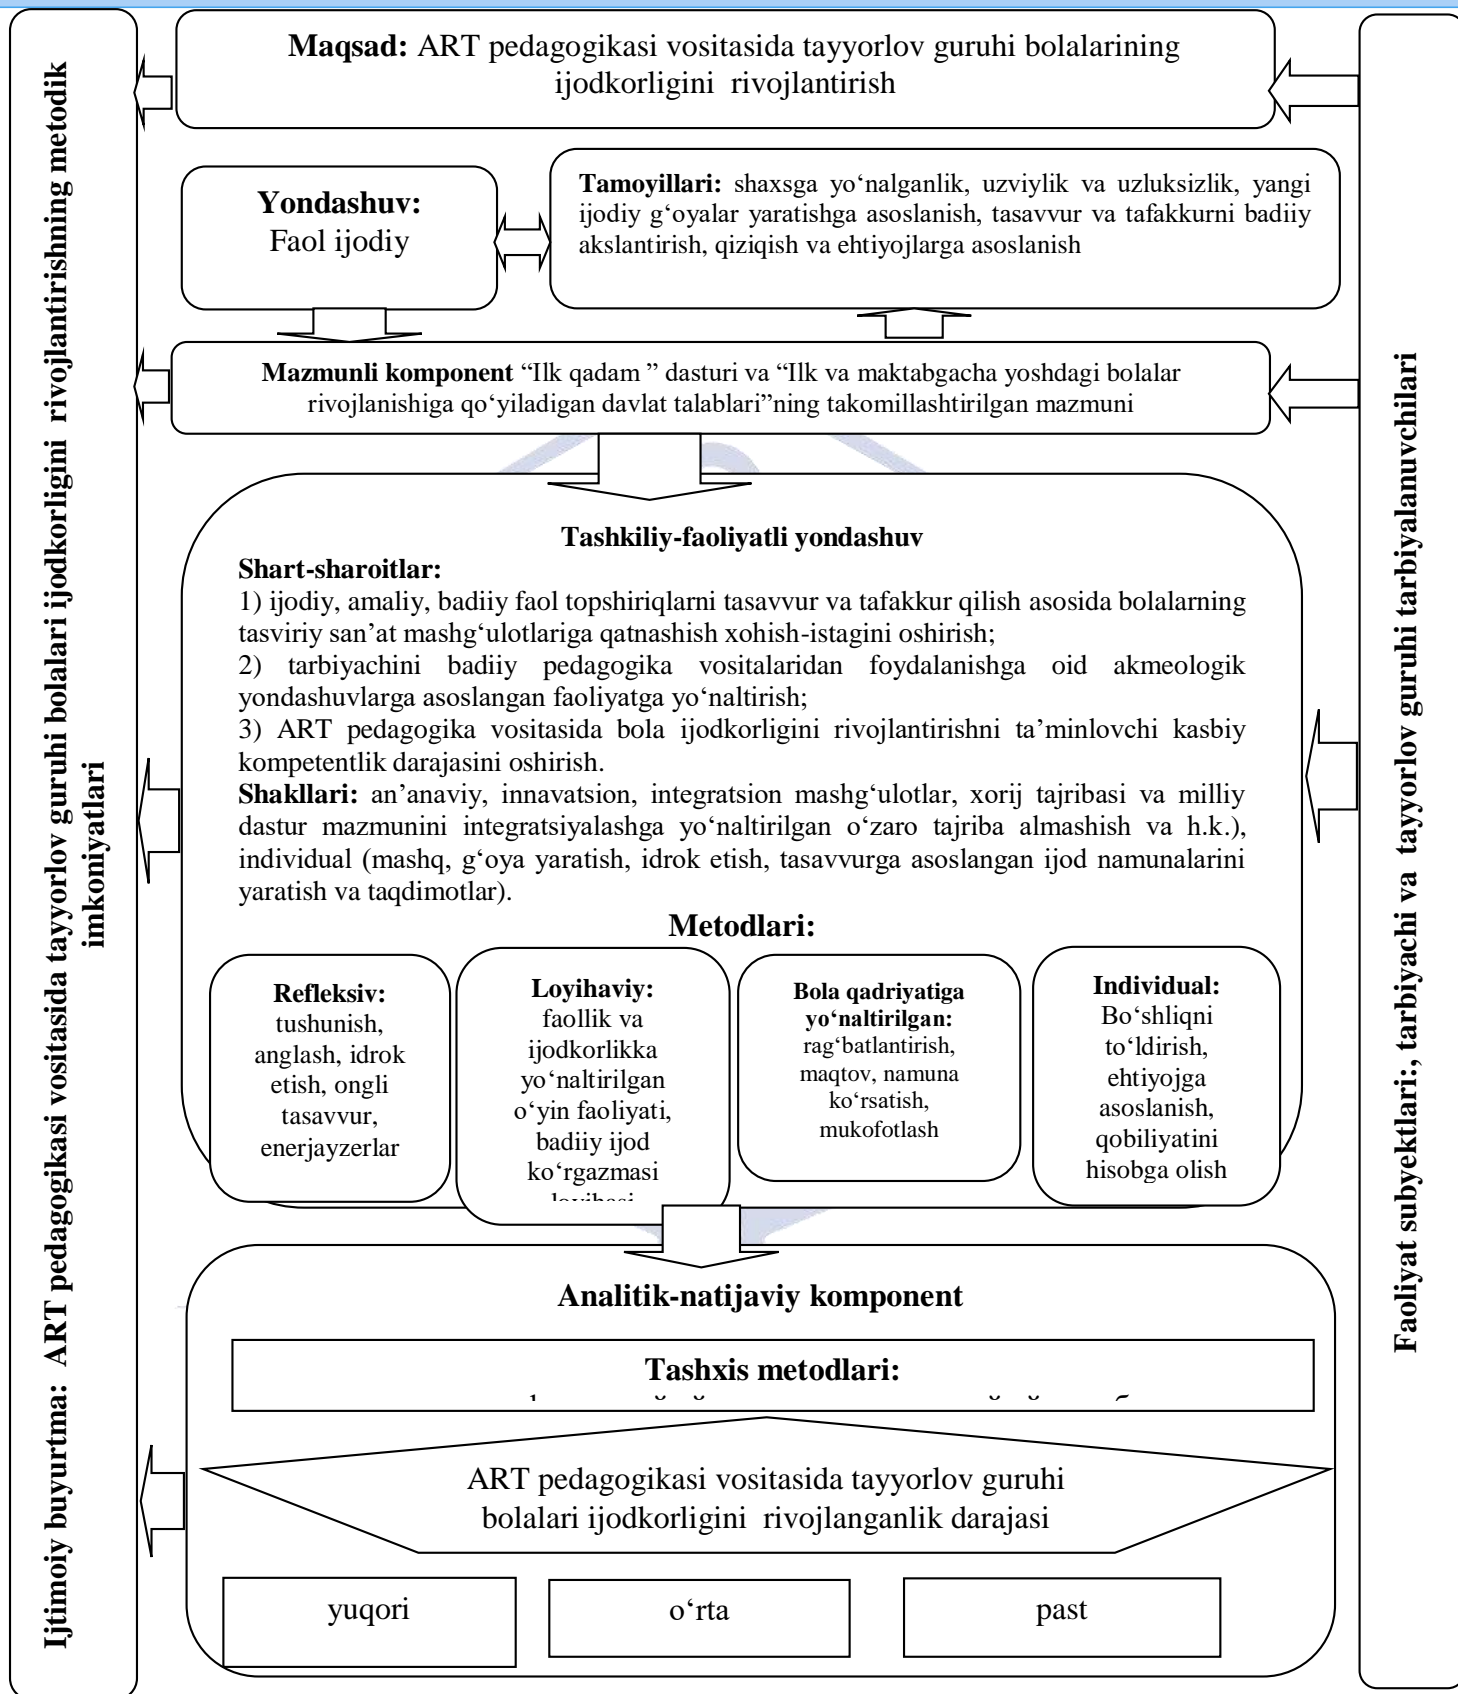 Maqsad: ART pedagogikasi vositasida tayyorlov guruhi bolalarining
ijodkorligini rivojlantirish
Yondashuv:
Faol ijodiy
Tamoyillari: shaxsga yo‘nalganlik, uzviylik va uzluksizlik, yangi
ijodiy g‘oyalar yaratishga asoslanish, tasavvur va tafakkurni badiiy
akslantirish, qiziqish va ehtiyojlarga asoslanish
Mazmunli komponent “Ilk qadam ” dasturi va “Ilk va maktabgacha yoshdagi bolalar
rivojlanishiga qo‘yiladigan davlat talablari”ning takomillashtirilgan mazmuni
Tashkiliy-faoliyatli yondashuv
Shart-sharoitlar:
1) ijodiy, amaliy, badiiy faol topshiriqlarni tasavvur va tafakkur qilish asosida bolalarning
tasviriy san’at mashg‘ulotlariga qatnashish xohish-istagini oshirish;
2) tarbiyachini badiiy pedagogika vositalaridan foydalanishga oid akmeologik
yondashuvlarga asoslangan faoliyatga yo‘naltirish;
3) ART pedagogika vositasida bola ijodkorligini rivojlantirishni ta’minlovchi kasbiy
kompetentlik darajasini oshirish.
Shakllari: an’anaviy, innavatsion, integratsion mashg‘ulotlar, xorij tajribasi va milliy
dastur mazmunini integratsiyalashga yo‘naltirilgan o‘zaro tajriba almashish va h.k.),
individual (mashq, g‘oya yaratish, idrok etish, tasavvurga asoslangan ijod namunalarini
yaratish va taqdimotlar).
Metodlari:
Refleksiv:
tushunish,
anglash, idrok
etish, ongli
tasavvur,
enerjayzerlar
Loyihaviy:
faollik va
ijodkorlikka
yo‘naltirilgan
o‘yin faoliyati,
badiiy ijod
ko‘rgazmasi
Bola qadriyatiga
yo‘naltirilgan:
rag‘batlantirish,
maqtov, namuna
ko‘rsatish,
mukofotlash
Individual:
Bo‘shliqni
to‘ldirish,
ehtiyojga
asoslanish,
qobiliyatini
hisobga olish
Analitik-natijaviy komponent
Tashxis metodlari:
ART pedagogikasi vositasida tayyorlov guruhi
bolalari ijodkorligini rivojlanganlik darajasi
yuqori
o‘rta
past
Ijtimoiy buyurtma: ART pedagogikasi vositasida tayyorlov guruhi bolalari ijodkorligini rivojlantirishning metodik
imkoniyatlari
Faoliyat subyektlari:, tarbiyachi va tayyorlov guruhi tarbiyalanuvchilari